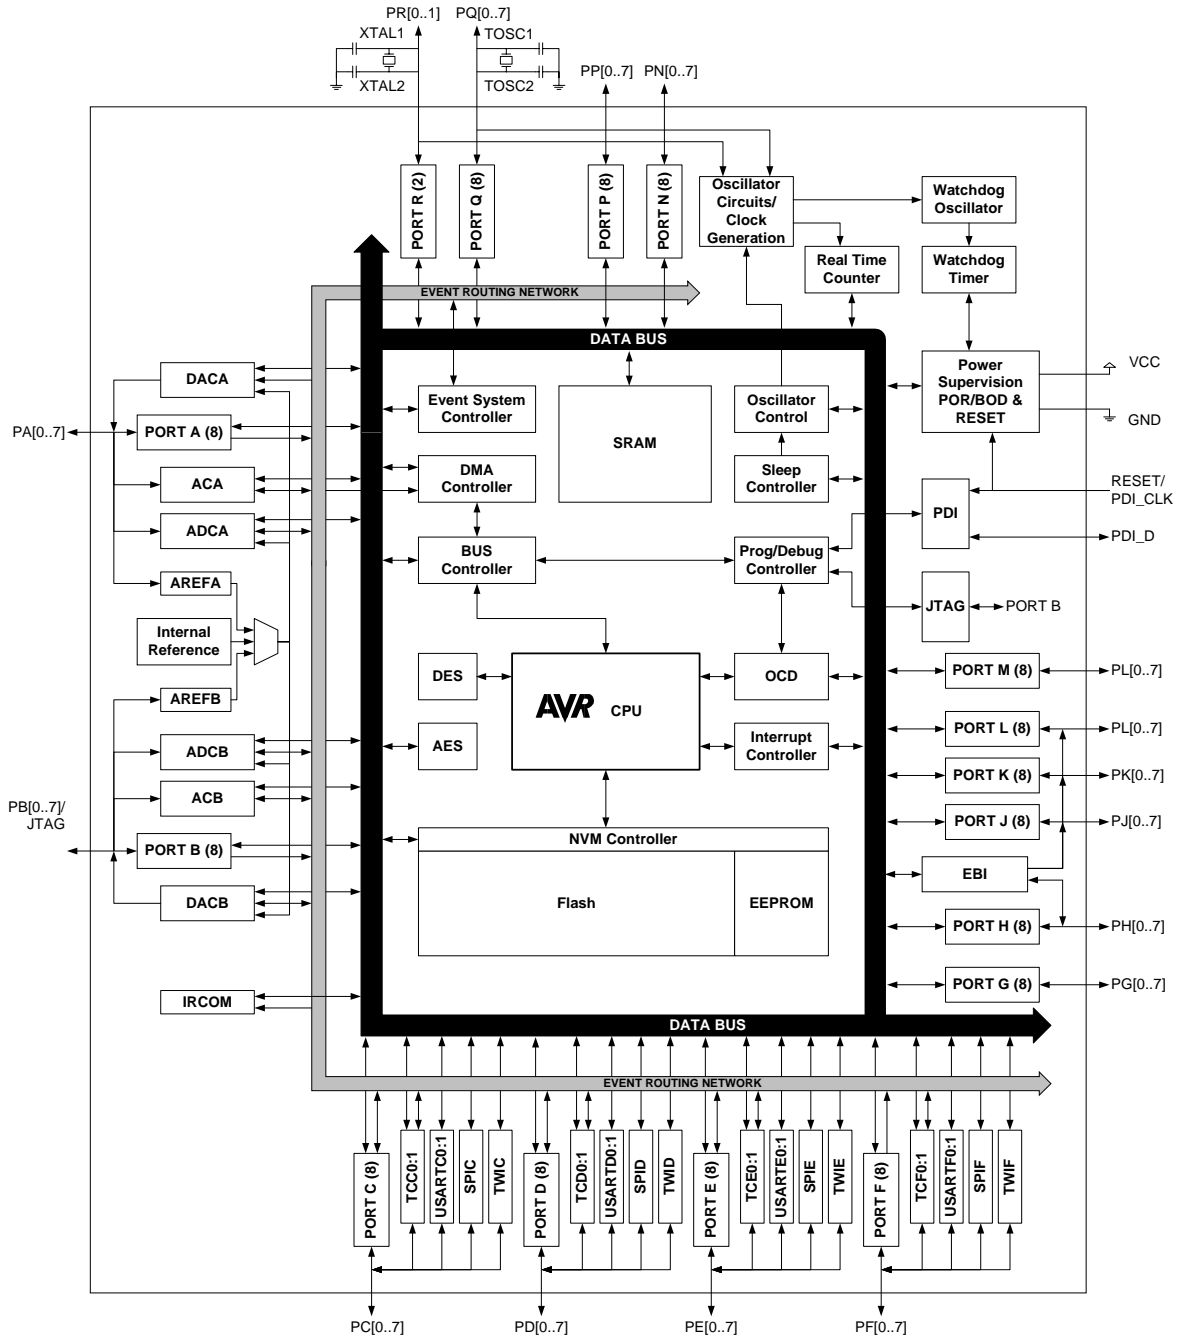 PR[0..1] PQ[0..7]
XTAL1 TOSC1
XTAL2 TOSC2
PP[0..7] PN[0..7]
PORT R (2)
PORT Q (8)
PORT P (8)
PORT N (8)
Oscillator
Circuits/
Clock
Generation
Watchdog
Oscillator
Real Time
Counter
Watchdog
Timer
EVENT ROUTING NETWORK
DATA BUS
Power
Supervision
POR/BOD &
RESET
VCC
GND
DACA
PA[0..7]
PORT A (8)
ACA
ADCA
AREFA
Internal
Reference
AREFB
ADCB
ACB
PB[0..7]/
JTAG
PORT B (8)
DACB
IRCOM
Event System
Controller
SRAM
Oscillator
Control
DMA
Controller
Sleep
Controller
BUS
Controller
Prog/Debug
Controller
RESET/
PDI_CLK
PDI
PDI_D
JTAG
PORT B
DES
AVR CPU
OCD
AES
Interrupt
Controller
NVM Controller
Flash
EEPROM
PORT M (8) PL[0..7]
PORT L (8) PL[0..7]
PORT K (8) PK[0..7]
PORT J (8) PJ[0..7]
EBI
PORT H (8) PH[0..7]
PORT G (8) PG[0..7]
DATA BUS
EVENT ROUTING NETWORK
PORT C (8)
TCC0:1
USARTC0:1
SPIC
TWIC
PORT D (8)
TCD0:1
USARTD0:1
SPID
TWID
PORT E (8)
TCE0:1
USARTE0:1
SPIE
TWIE
PORT F (8)
TCF0:1
USARTF0:1
SPIF
TWIF
PC[0..7] PD[0..7] PE[0..7] PF[0..7]